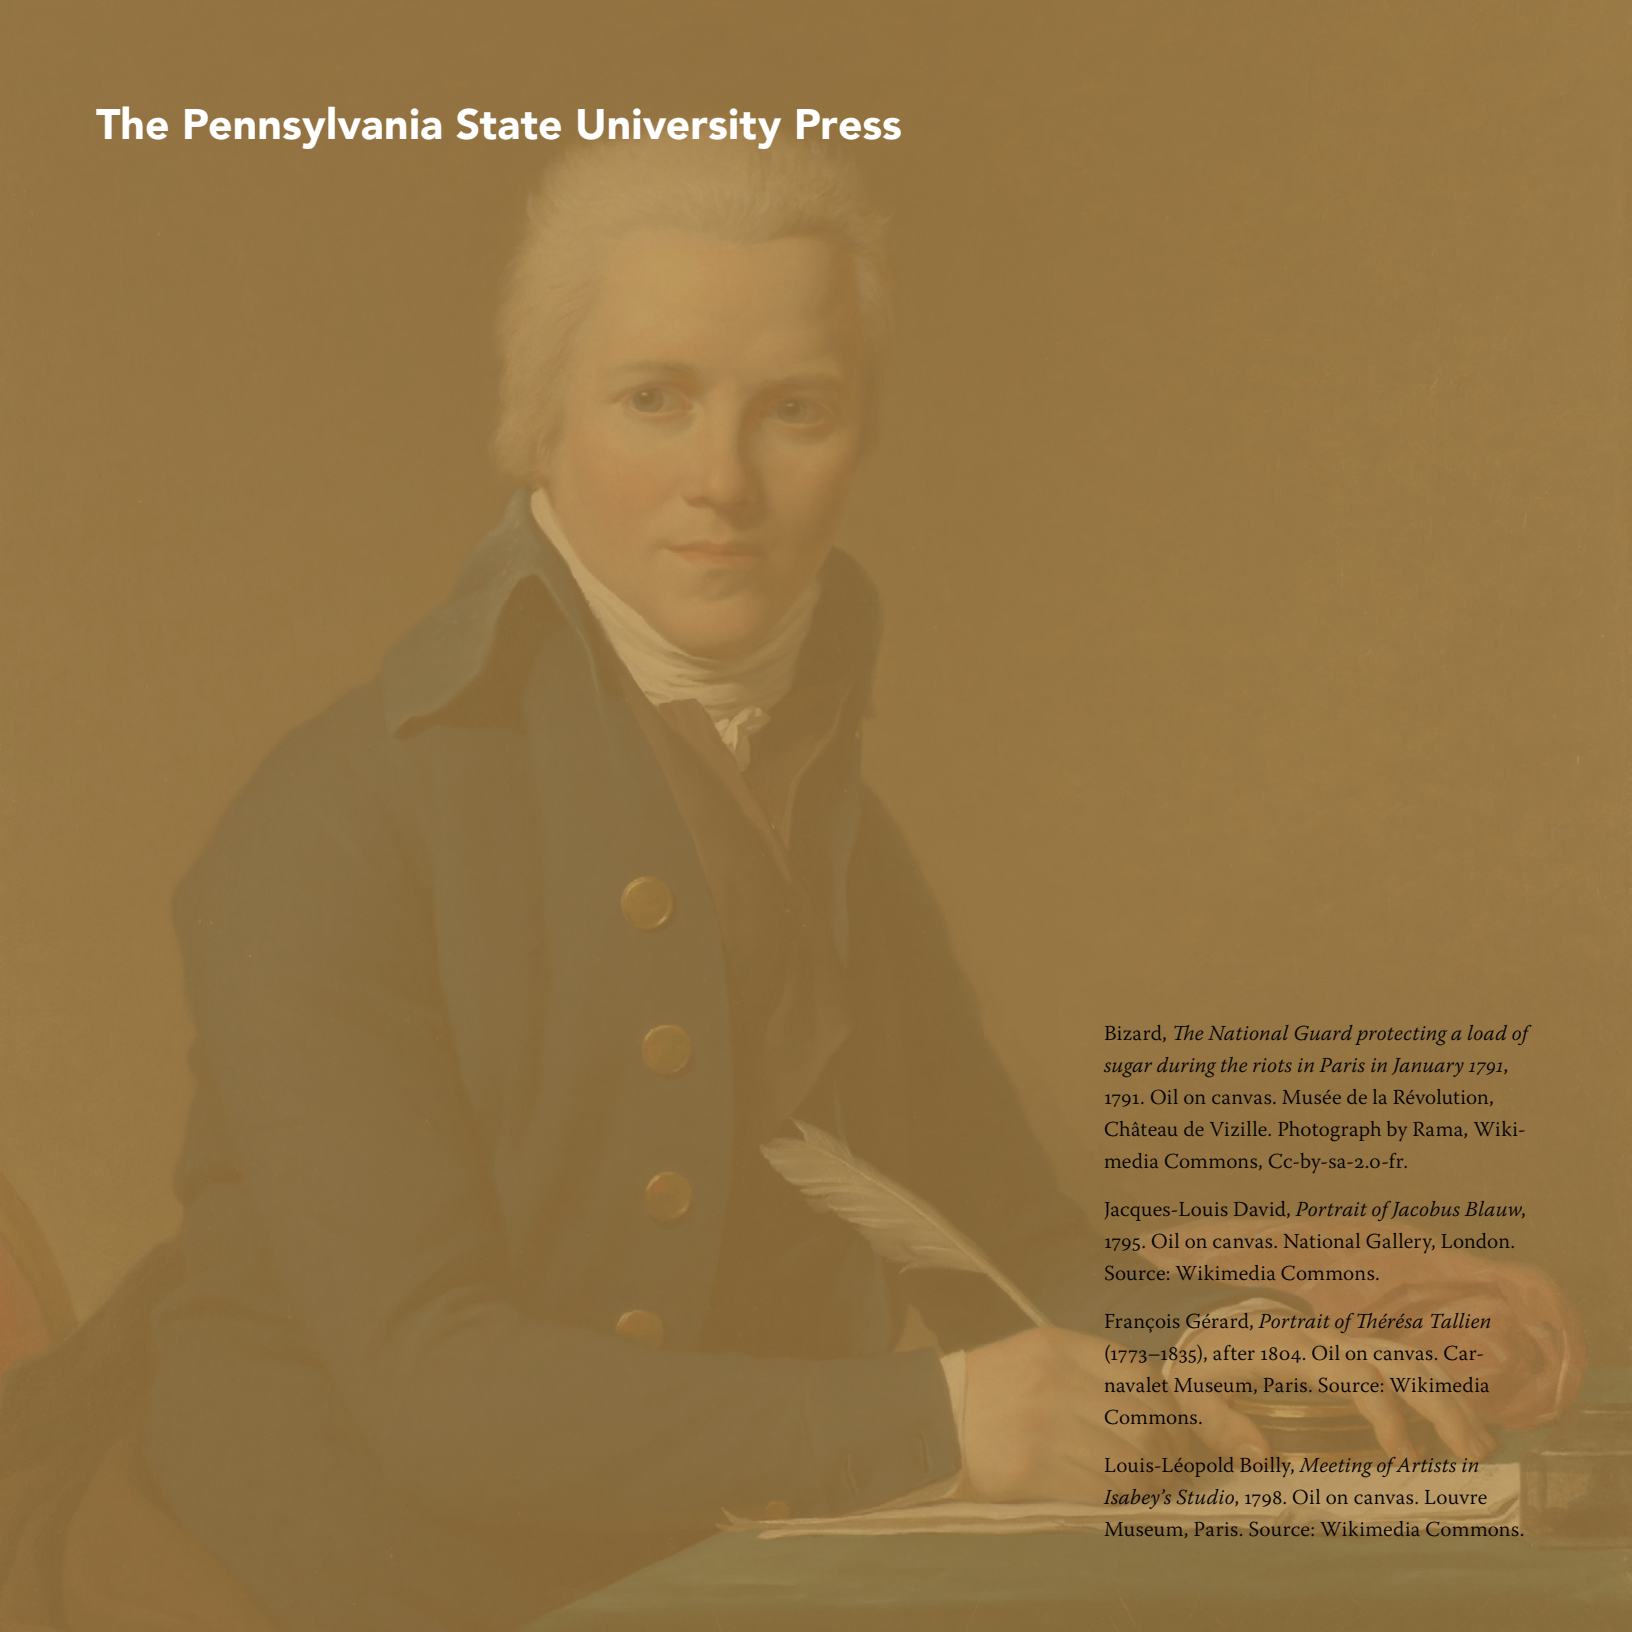 The Pennsylvania State University Press
Bizard, The National Guard protecting a load of
sugar during the riots in Paris in January 1791,
1791. Oil on canvas. Musée de la Révolution,
Château de Vizille. Photograph by Rama, Wiki-
media Commons, Cc-by-sa-2.0-fr.
Jacques-Louis David, Portrait of Jacobus Blauw,
1795. Oil on canvas. National Gallery, London.
Source: Wikimedia Commons.
François Gérard, Portrait of Thérésa Tallien
(1773–1835), after 1804. Oil on canvas. Car-
navalet Museum, Paris. Source: Wikimedia
Commons.
Louis-Léopold Boilly, Meeting of Artists in
Isabey’s Studio, 1798. Oil on canvas. Louvre
Museum, Paris. Source: Wikimedia Commons.